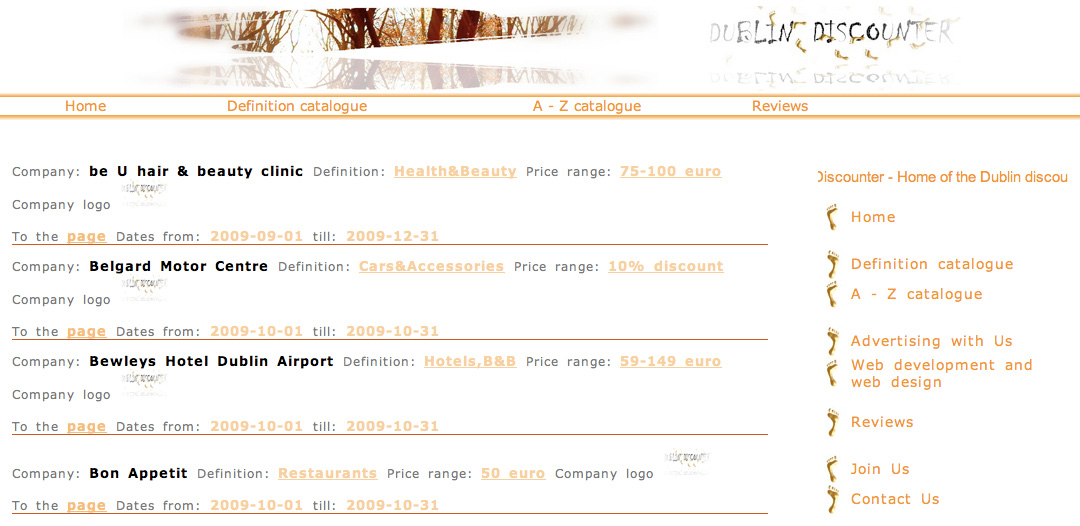 DUBLIN DISCOUNTER
Home Definition catalogue A - Z catalogue Reviews
Company: be U hair & beauty clinic Definition: Health&Beauty Price range: 75-100 euro
Company logo
To the page Dates from: 2009-09-01 till: 2009-12-31
Company: Belgard Motor Centre Definition: Cars&Accessories Price range: 10% discount
Company logo
To the page Dates from: 2009-10-01 till: 2009-10-31
Company: Bewleys Hotel Dublin Airport Definition: Hotels,B&B Price range: 59-149 euro
Company logo
To the page Dates from: 2009-10-01 till: 2009-10-31
Company: Bon Appetit Definition: Restaurants Price range: 50 euro Company logo
To the page Dates from: 2009-10-01 till: 2009-10-31
Discounter - Home of the Dublin discou
Home
Definition catalogue
A - Z catalogue
Advertising with Us
Web development and
web design
Reviews
Join Us
Contact Us